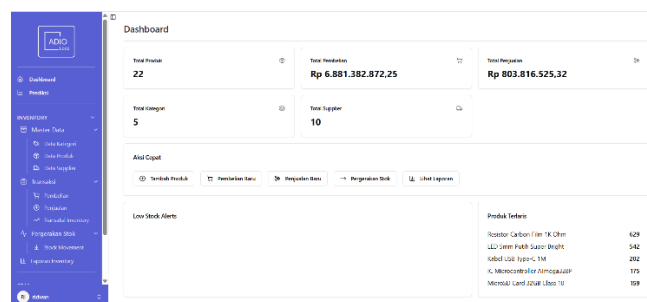 ADIO
Dashboard
Prediksi
INVENTORY
Master Data
Data Kategori
Data Produk
Data Supplier
Transaksi
Pembelian
Penjualan
Transaksi Inventory
Pergerakan Stok
Stock Movement
Laporan Inventory
Ridwan
Dashboard
Total Produk
22
Total Pembelian
Rp 6.881.382.872,25
Total Penjualan
Rp 803.816.525,32
Total Kategori
5
Total Supplier
10
Aksi Cepat
Tambah Produk
Pembelian Baru
Penjualan Baru
Pergerakan Stok
Lihat Laporan
Low Stock Alerts
Produk Terlaris
Resistor Carbon Film 1K Ohm 629
LED 5mm Putih Super Bright 542
Kabel USB Type-C 1M 202
IC Microcontroller ATmega328P 175
MicroSD Card 32GB Class 10 159